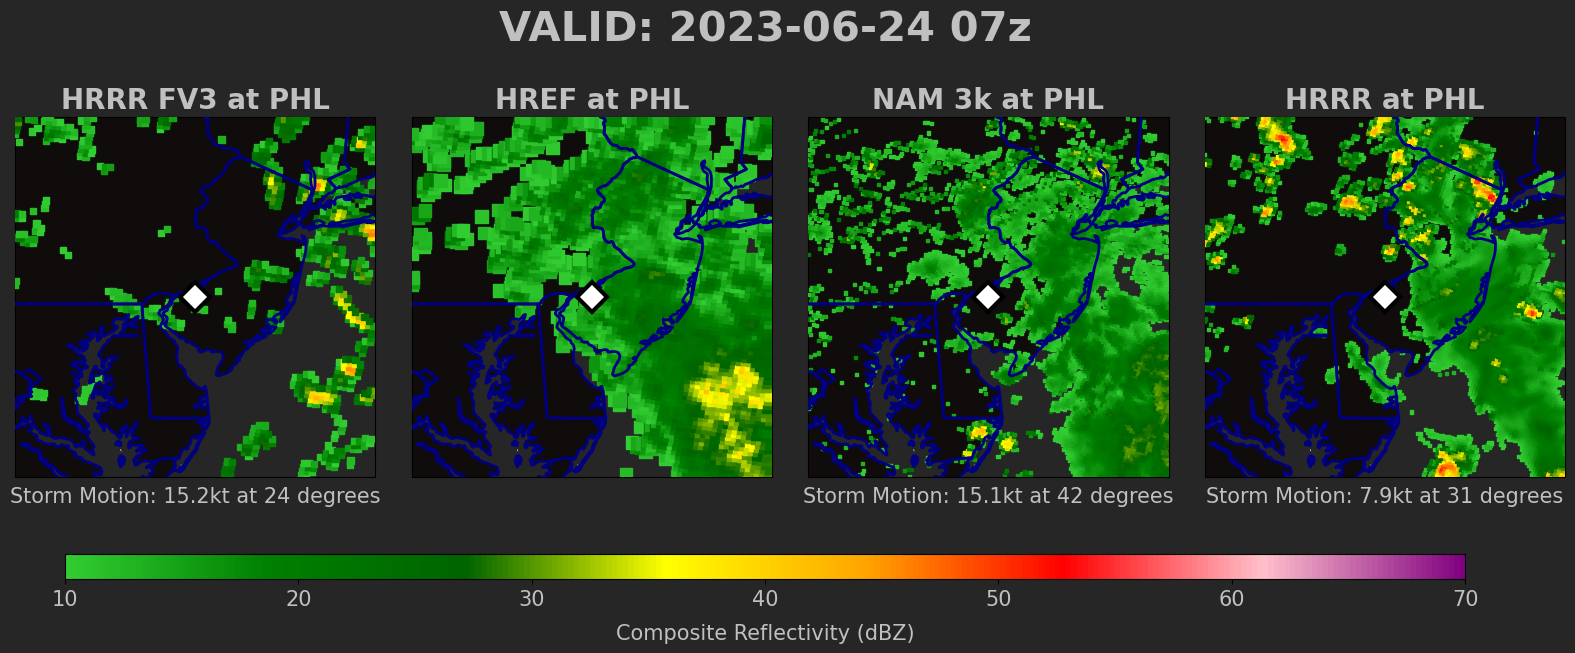 VALID: 2023-06-24 07z
HRRR FV3 at PHL
HREF at PHL
NAM 3k at PHL
HRRR at PHL
Storm Motion: 15.2kt at 24 degrees
Storm Motion: 15.1kt at 42 degrees
Storm Motion: 7.9kt at 31 degrees
10 20 30 40 50 60 70
Composite Reflectivity (dBZ)